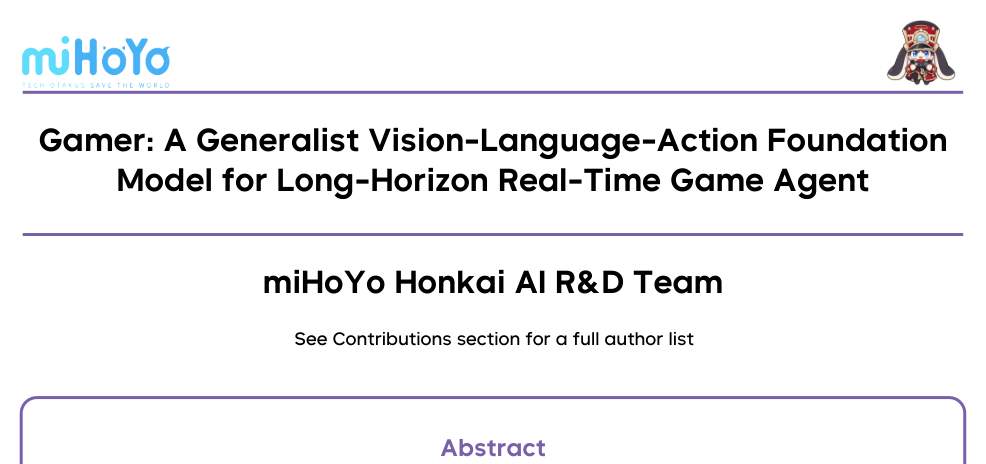 miHoYo
TECH OTAKUS SAVE THE WORLD
Gamer: A Generalist Vision-Language-Action Foundation
Model for Long-Horizon Real-Time Game Agent
miHoYo Honkai AI R&D Team
See Contributions section for a full author list
Abstract